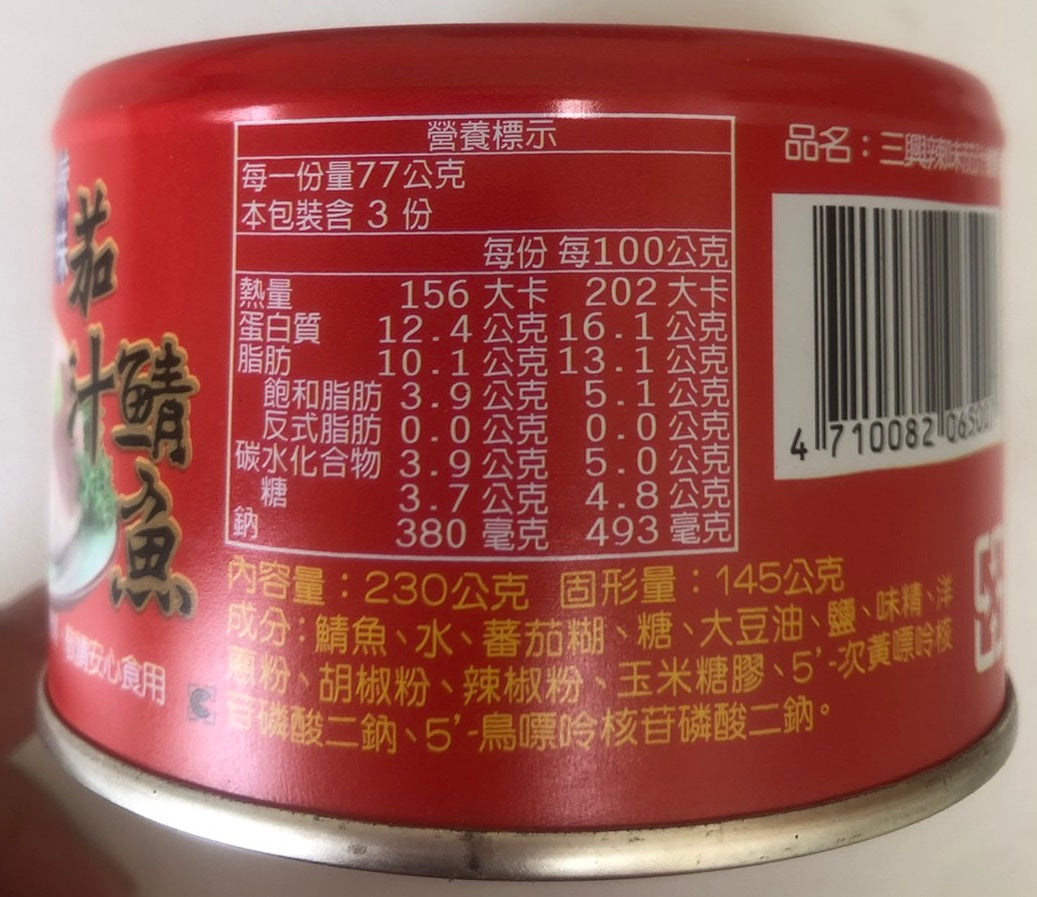 茄汁
鯖魚
安心食用
營養標示
每一份量77公克
本包裝含 3 份
每份 每100公克
熱量 156 大卡 202 大卡
蛋白質 12.4 公克 16.1 公克
脂肪 10.1 公克 13.1 公克
飽和脂肪 3.9 公克 5.1 公克
反式脂肪 0.0 公克 0.0 公克
碳水化合物 3.9 公克 5.0 公克
糖 3.7 公克 4.8 公克
鈉 380 毫克 493 毫克
內容量：230公克 固形量：145公克
成分：鯖魚、水、蕃茄糊、糖、大豆油、鹽、味精、洋
蔥粉、胡椒粉、辣椒粉、玉米糖膠、5’-次黃嘌呤核
苷磷酸二鈉、5’-鳥嘌呤核苷磷酸二鈉。
品名：三興辣味茄汁
4 710082 06500